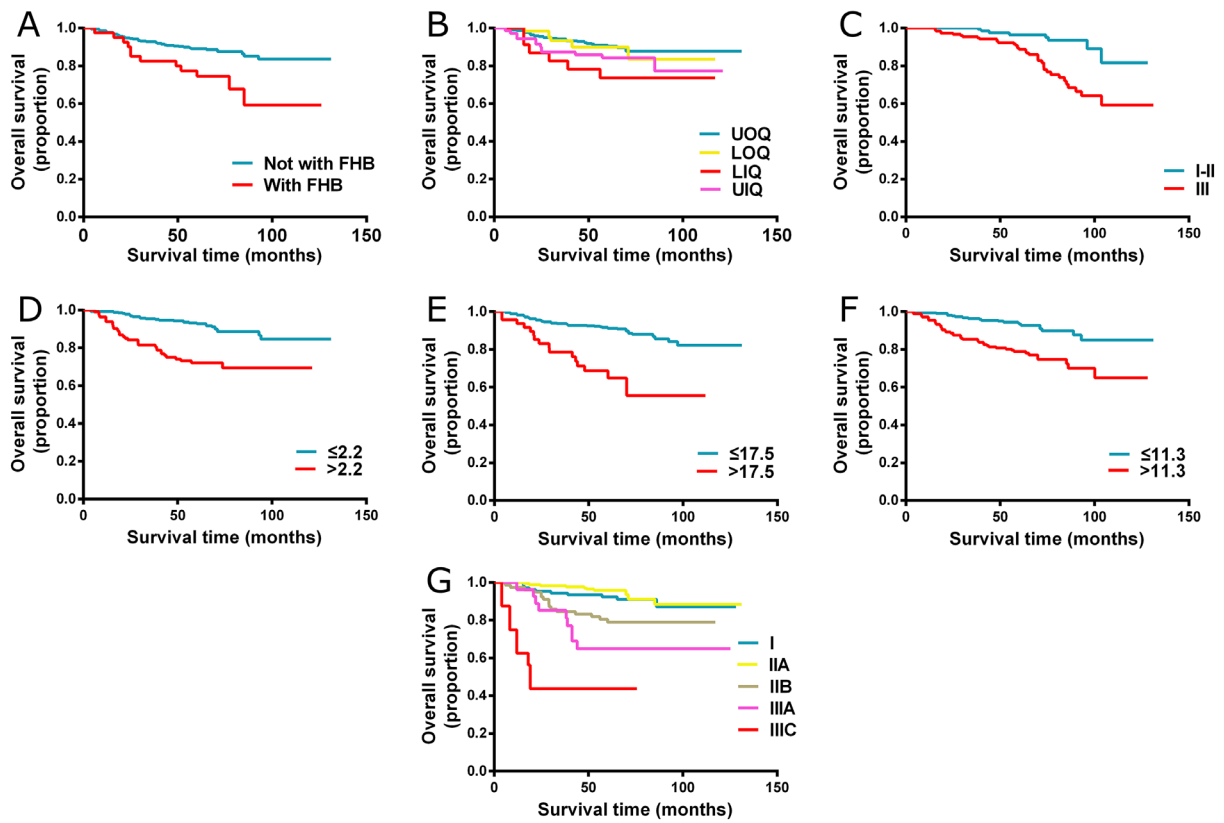 A
Overall survival
(proportion)
1.0
0.8
0.6
0.4
0.2
0.0
Not with FHB
With FHB
0 50 100 150
Survival time (months)
B
Overall survival
(proportion)
1.0
0.8
0.6
0.4
0.2
0.0
UOQ
LOQ
LIQ
UIQ
0 50 100 150
Survival time (months)
C
Overall survival
(proportion)
1.0
0.8
0.6
0.4
0.2
0.0
I-II
III
0 50 100 150
Survival time (months)
D
Overall survival
(proportion)
1.0
0.8
0.6
0.4
0.2
0.0
≤2.2
>2.2
0 50 100 150
Survival time (months)
E
Overall survival
(proportion)
1.0
0.8
0.6
0.4
0.2
0.0
≤17.5
>17.5
0 50 100 150
Survival time (months)
F
Overall survival
(proportion)
1.0
0.8
0.6
0.4
0.2
0.0
≤11.3
>11.3
0 50 100 150
Survival time (months)
G
Overall survival
(proportion)
1.0
0.8
0.6
0.4
0.2
0.0
I
IIA
IIB
IIIA
IIIC
0 50 100 150
Survival time (months)